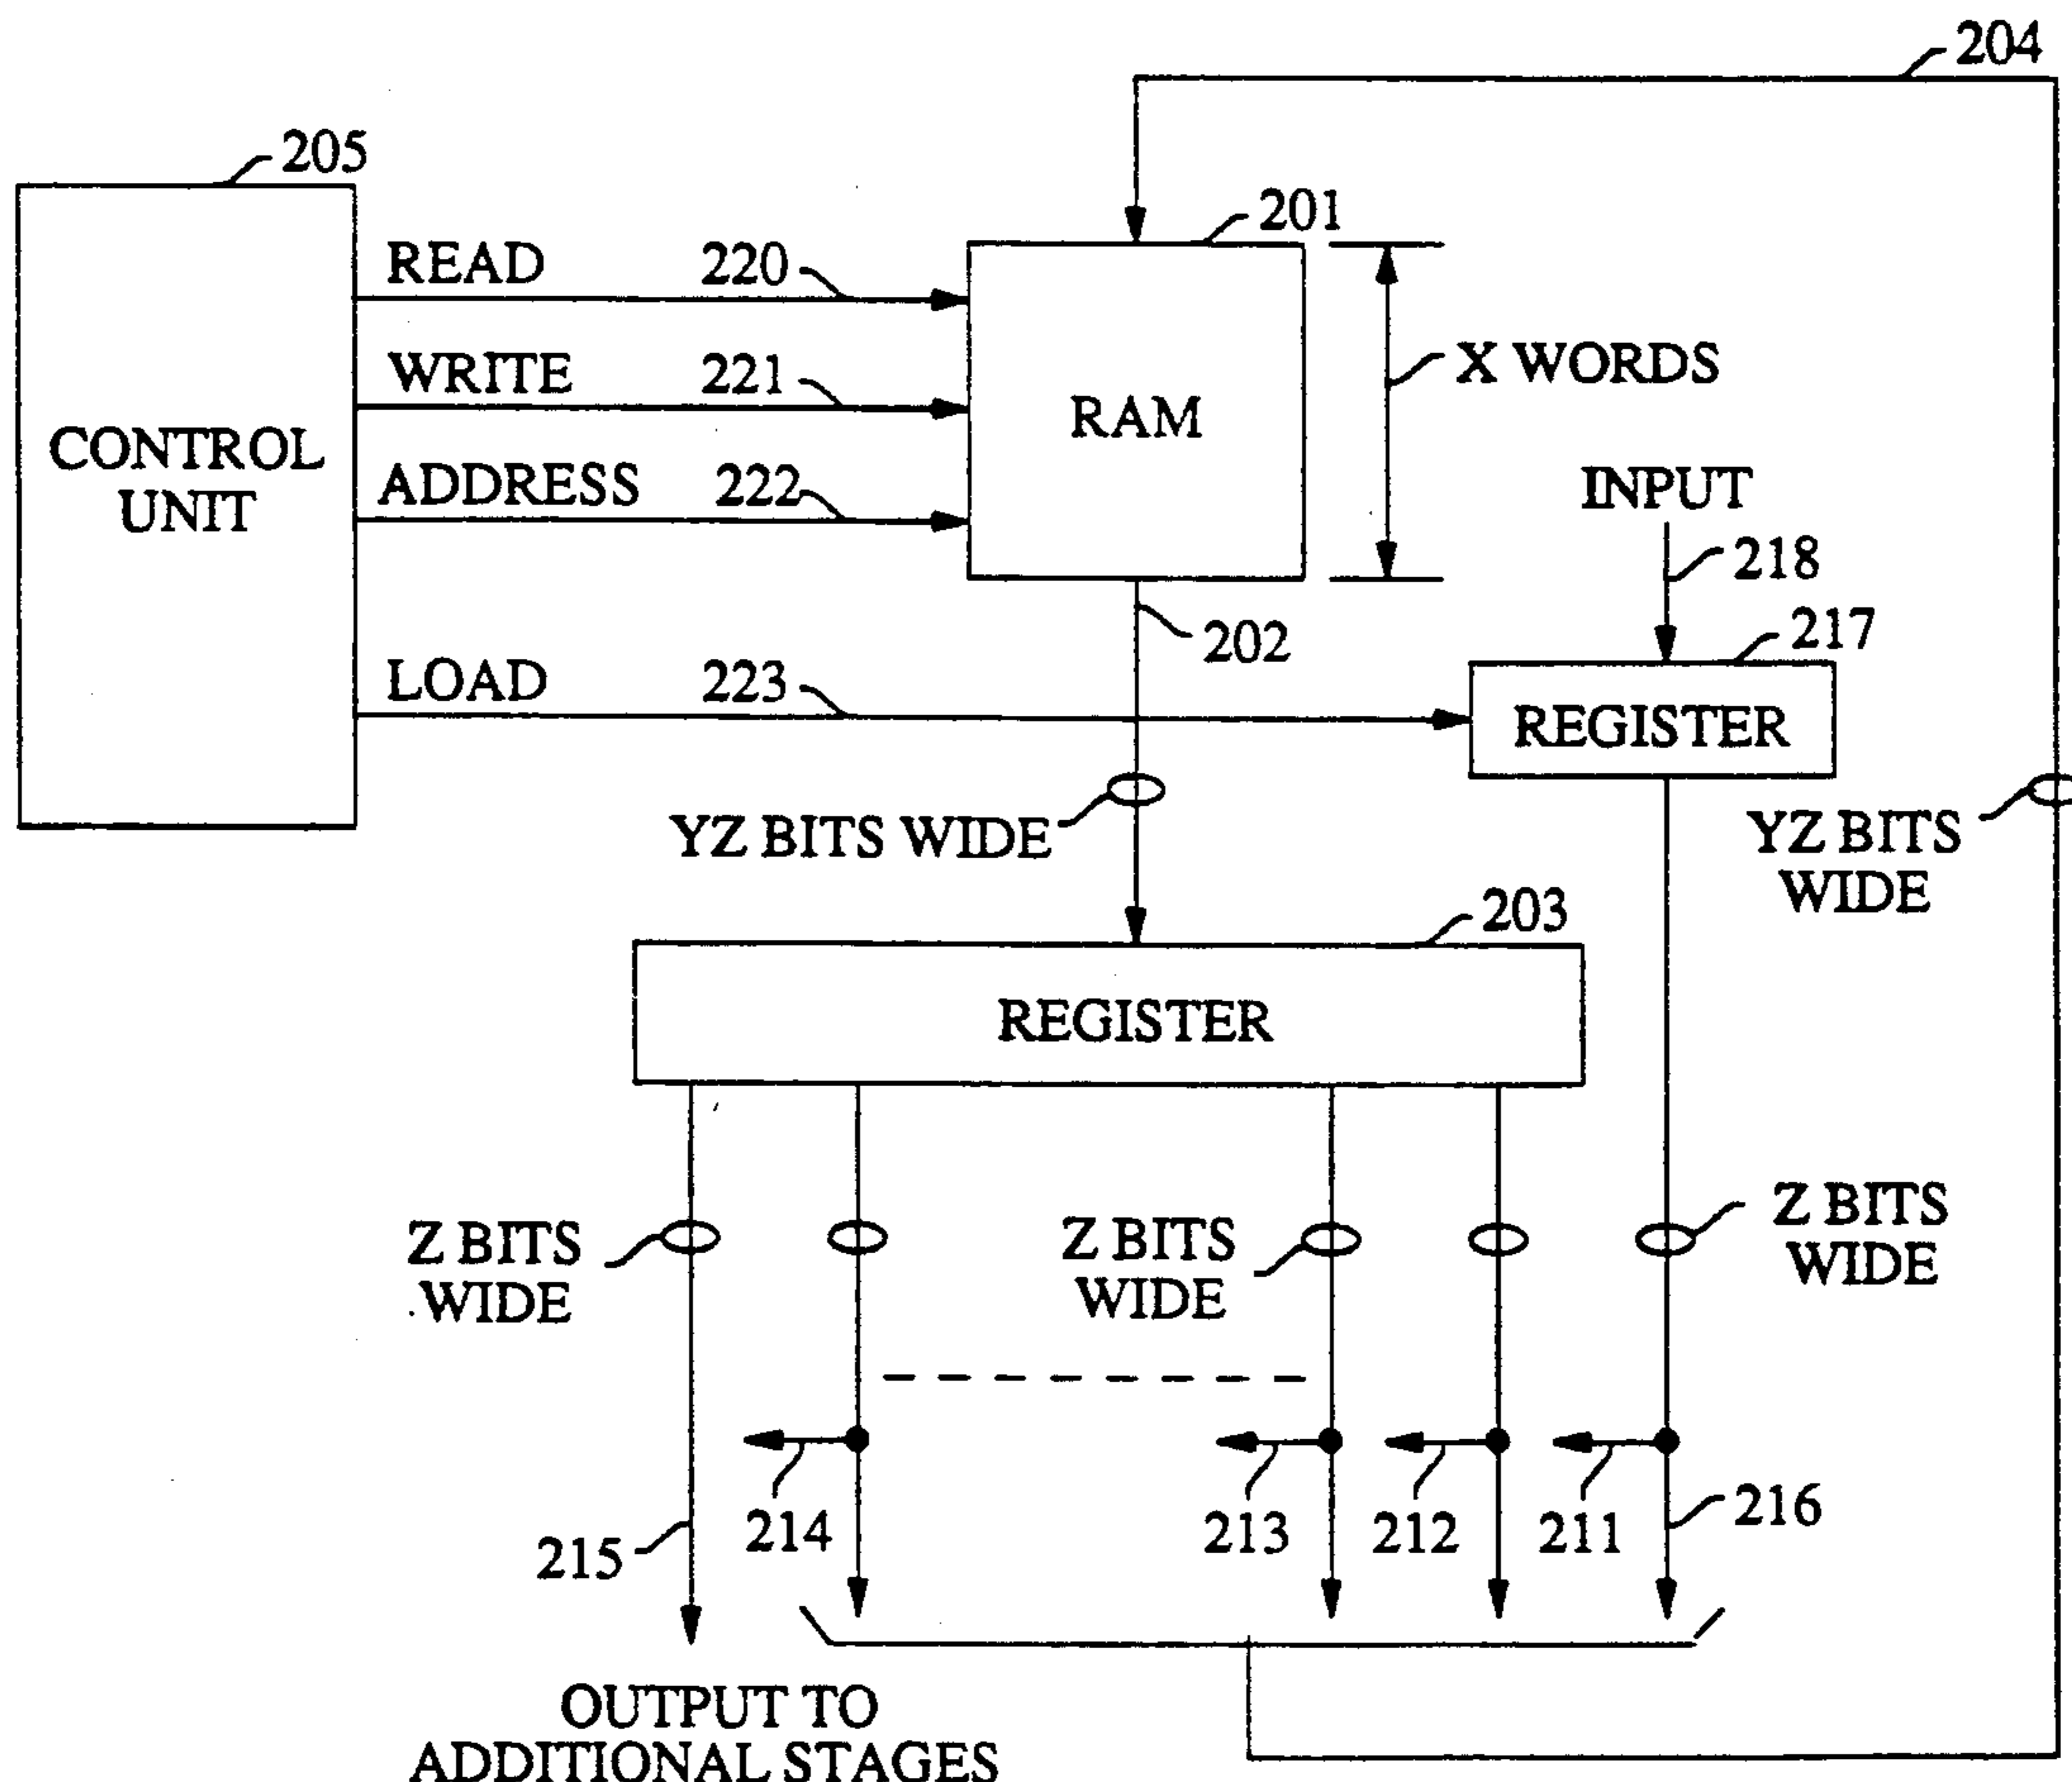 204
205
201
READ 220
WRITE 221
X WORDS
RAM
CONTROL
UNIT
ADDRESS 222
INPUT
218
202
217
LOAD 223
REGISTER
YZ BITS WIDE
YZ BITS
WIDE
203
REGISTER
Z BITS
WIDE
Z BITS
WIDE
Z BITS
WIDE
215
214
213
212
211
216
OUTPUT TO
ADDITIONAL STAGES